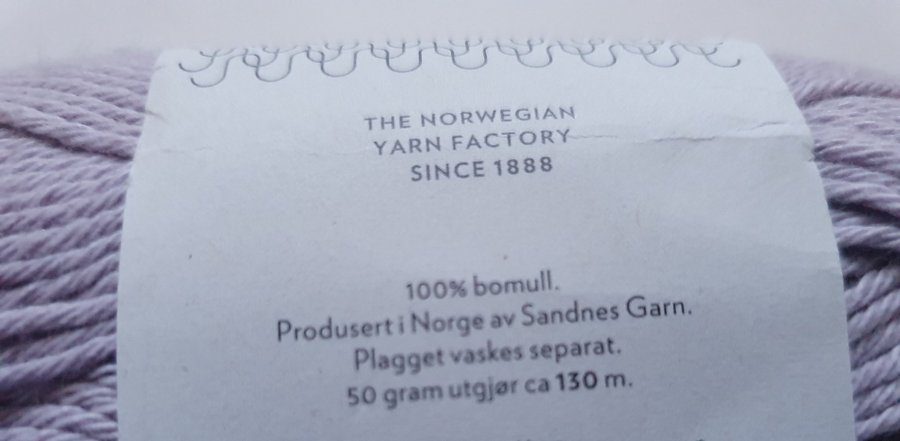 THE NORWEGIAN
YARN FACTORY
SINCE 1888
100% bomull.
Produsert i Norge av Sandnes Garn.
Plagget vaskes separat.
50 gram utgjør ca 130 m.